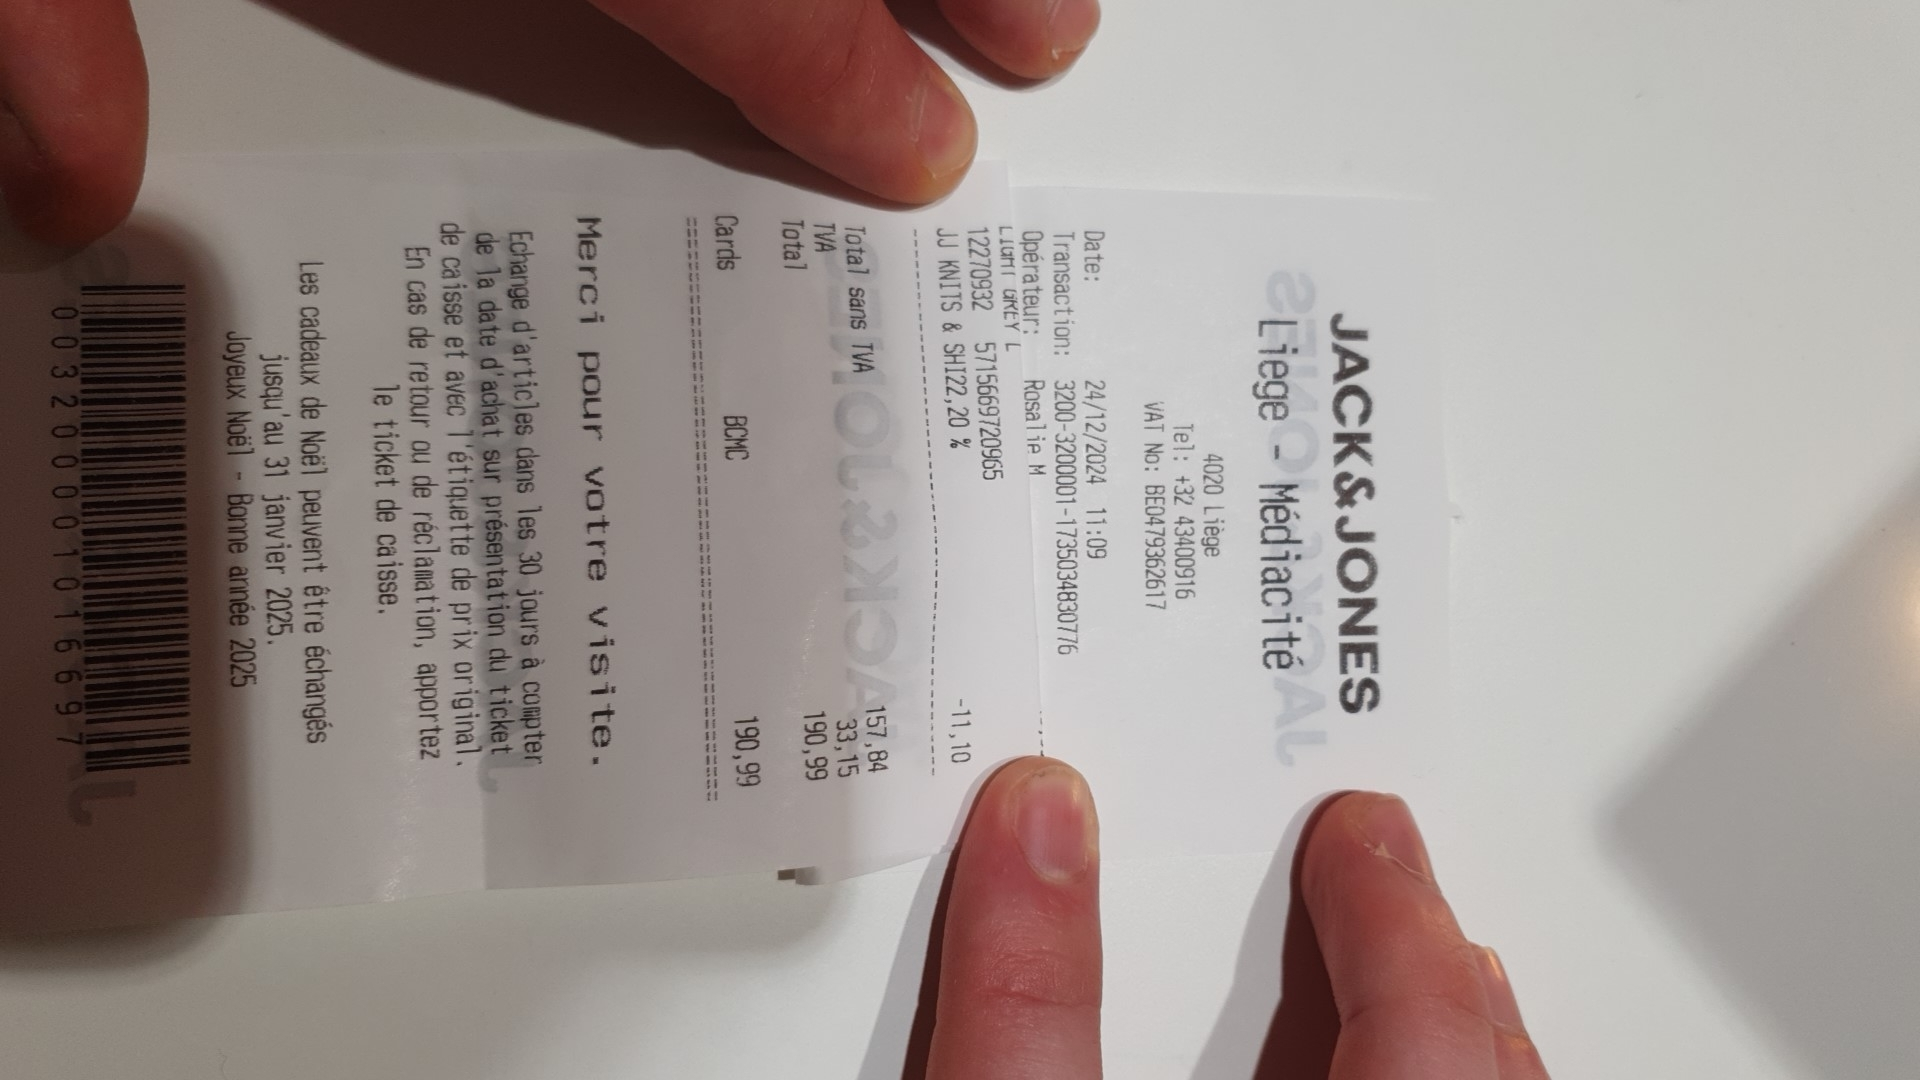 JACK&JONES
Liege - Médiacité
4020 Liège
Tel: +32 43400916
VAT No: BE0479362617
Date: 24/12/2024 11:09
Transaction: 3200-3200001-1735034830776
Opérateur: Rosalie M
LIGHT GREY L
12270932 5715669720965
JJ KNITS & SHI22,20 % -11,10
Total sans TVA 157,84
TVA 33,15
Total 190,99
Cards BCMC 190,99
Merci pour votre visite.
Echange d'articles dans les 30 jours à compter
de la date d'achat sur présentation du ticket
de caisse et avec l'étiquette de prix original.
En cas de retour ou de réclamation, apportez
le ticket de caisse.
Les cadeaux de Noël peuvent être échangés
jusqu'au 31 janvier 2025.
Joyeux Noël - Bonne année 2025
0032000010166​97